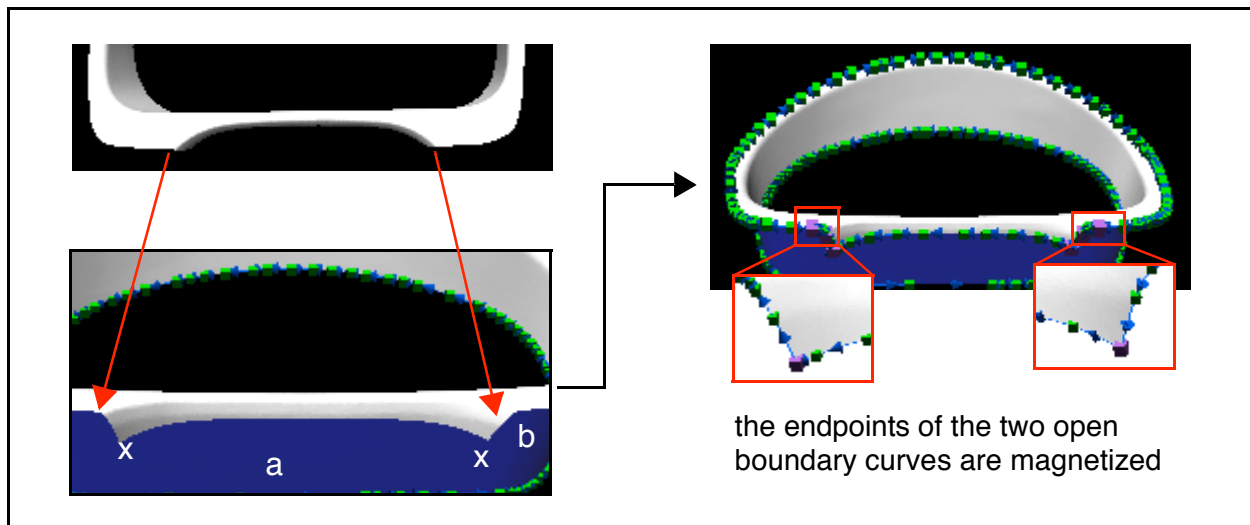 b
x
x
a
the endpoints of the two open
boundary curves are magnetized